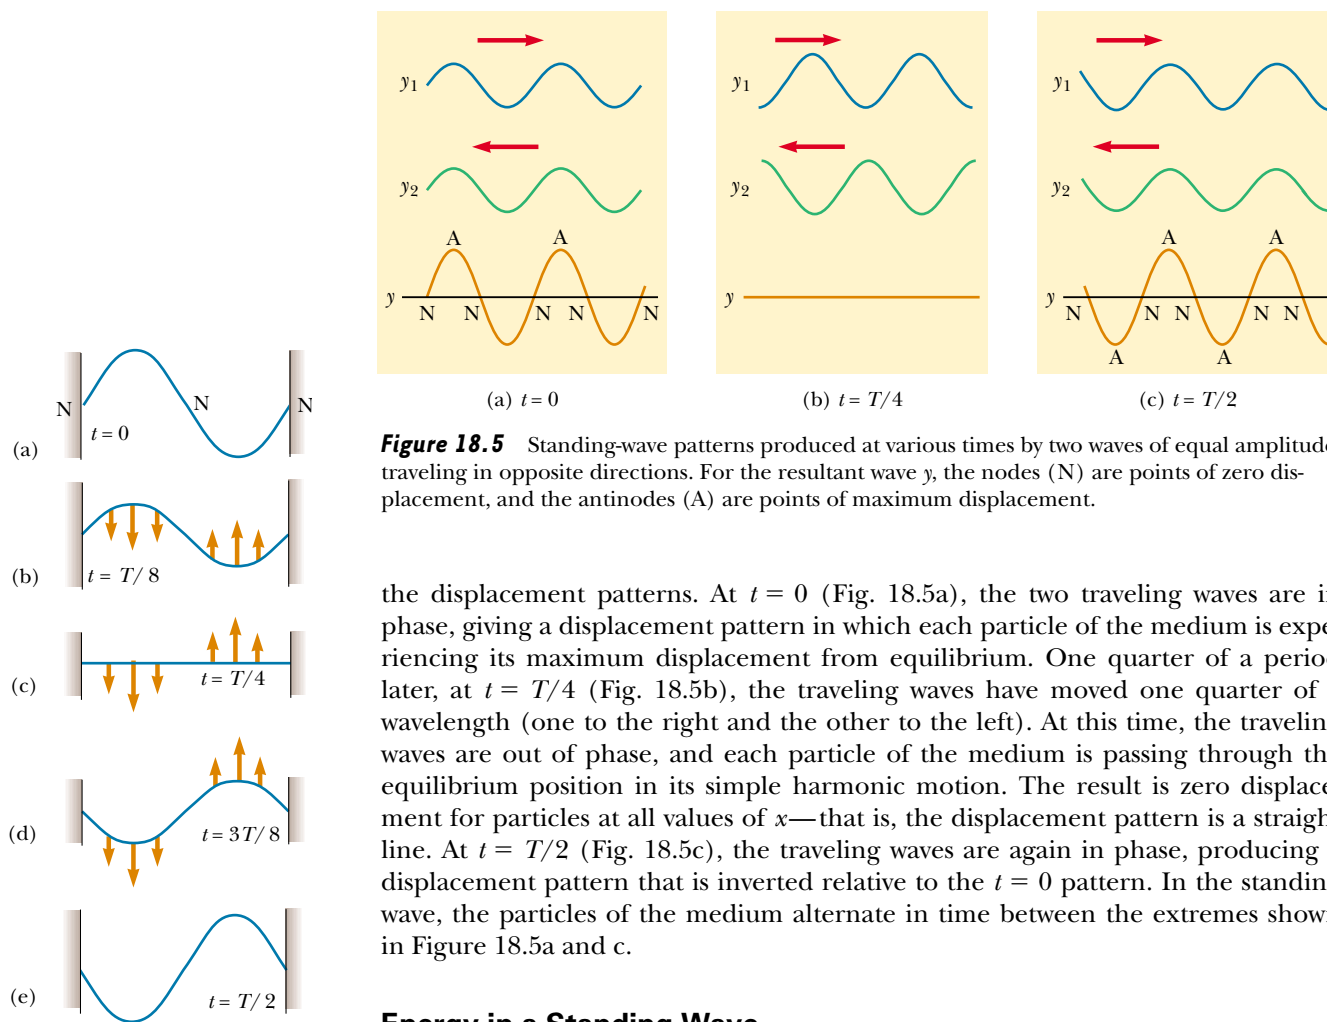 y1
y2
A A
y
N N N N N
(a) t = 0
y1
y2
y
(b) t = T/4
y1
y2
A A
y
N N N N N
A A
(c) t = T/2
Figure 18.5 Standing-wave patterns produced at various times by two waves of equal amplitude
traveling in opposite directions. For the resultant wave y, the nodes (N) are points of zero dis-
placement, and the antinodes (A) are points of maximum displacement.
N N N
t = 0
(a)
t = T/8
(b)
t = T/4
(c)
t = 3T/8
(d)
t = T/2
(e)
the displacement patterns. At t = 0 (Fig. 18.5a), the two traveling waves are i
phase, giving a displacement pattern in which each particle of the medium is expe
riencing its maximum displacement from equilibrium. One quarter of a perio
later, at t = T/4 (Fig. 18.5b), the traveling waves have moved one quarter of
wavelength (one to the right and the other to the left). At this time, the travelin
waves are out of phase, and each particle of the medium is passing through th
equilibrium position in its simple harmonic motion. The result is zero displace
ment for particles at all values of x—that is, the displacement pattern is a straigh
line. At t = T/2 (Fig. 18.5c), the traveling waves are again in phase, producing
displacement pattern that is inverted relative to the t = 0 pattern. In the standin
wave, the particles of the medium alternate in time between the extremes show
in Figure 18.5a and c.
Energy in a Standing Wave